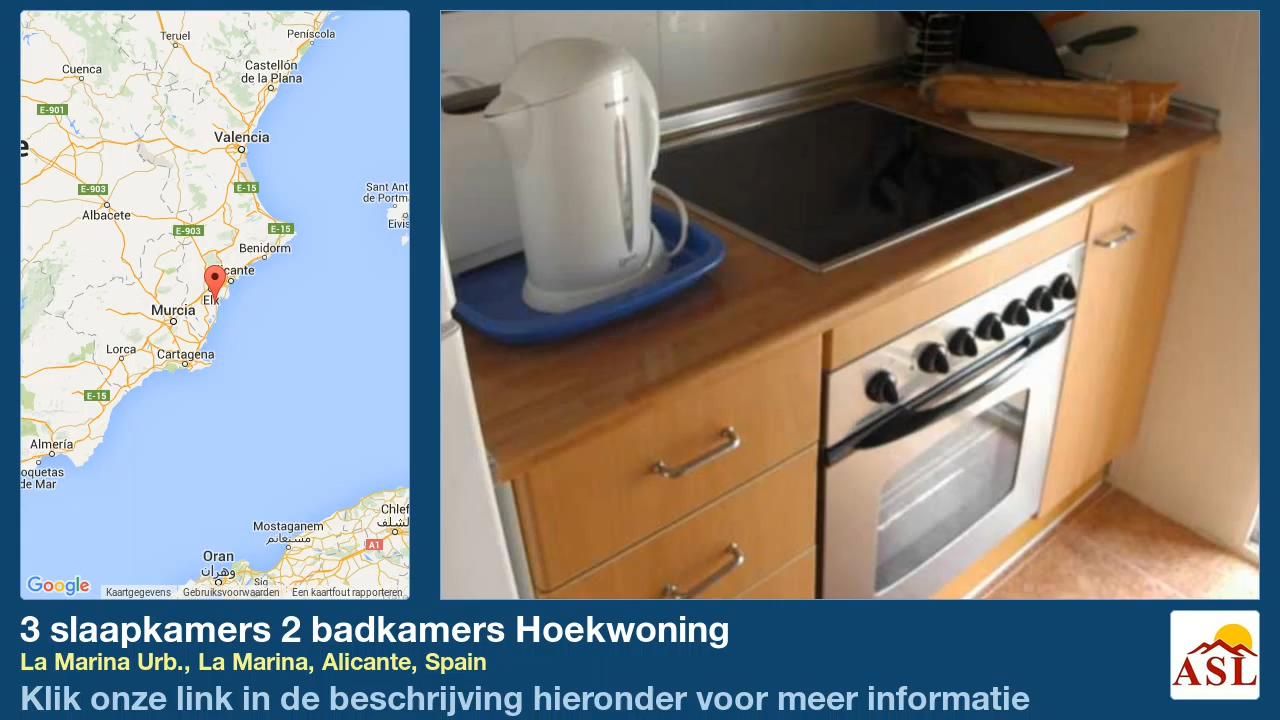 Teruel
Peníscola
Cuenca
Castellón
de la Plana
E-901
Valencia
e
E-903
E-15
Sant Ant
de Portm
Albacete
Eivis
E-903
E-15
Benidorm
icante
Elx
Murcia
Lorca
Cartagena
E-15
Almería
oquetas
de Mar
Chlef
الشلف
Mostaganem
مستغانم
A1
Oran
وهران
Sig
Google
Kaartgegevens Gebruiksvoorwaarden Een kaartfout rapporteren
3 slaapkamers 2 badkamers Hoekwoning
La Marina Urb., La Marina, Alicante, Spain
Klik onze link in de beschrijving hieronder voor meer informatie
ASL